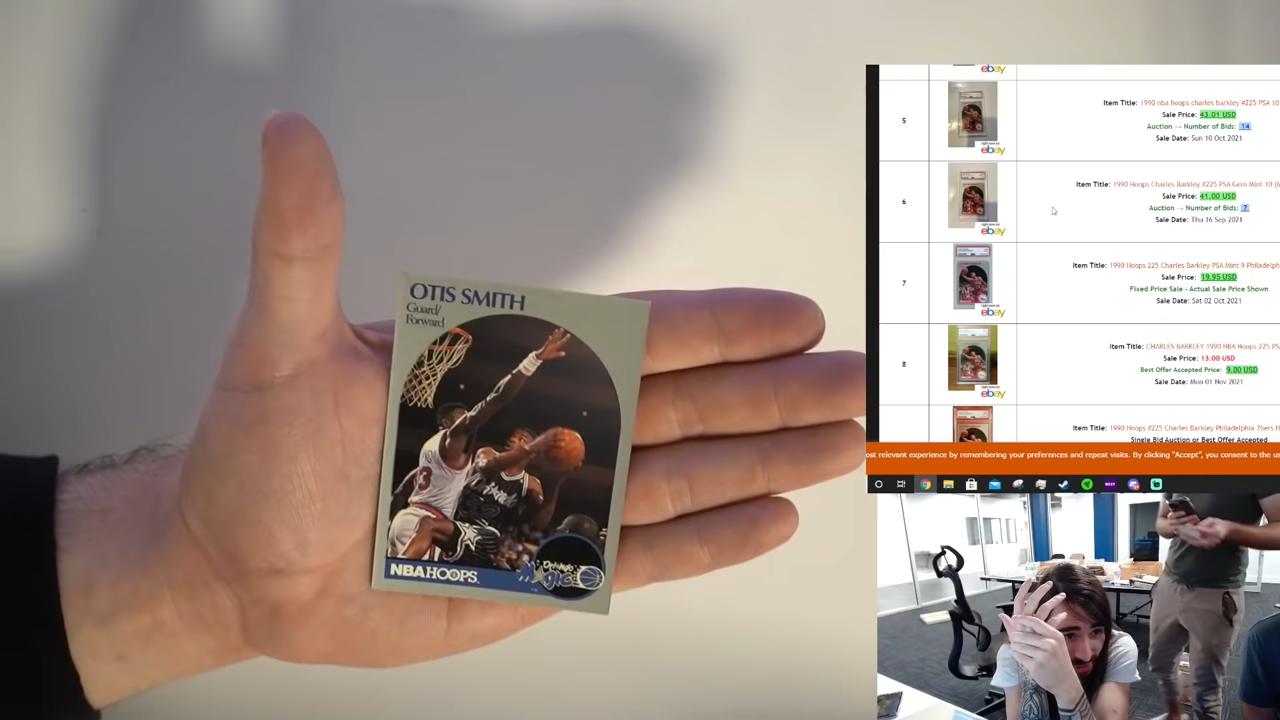 OTIS SMITH
Guard/
Forward
NBA HOOPS
Orlando
Magic
ebay
5
Item Title: 1990 nba hoops charles barkley #225 PSA 10
Sale Price: 43.01 USD
Auction → Number of Bids: 14
Sale Date: Sun 10 Oct 2021
ebay
6
Item Title: 1990 Hoops Charles Barkley #225 PSA Gem Mint 10
Sale Price: 41.00 USD
Auction → Number of Bids: 7
Sale Date: Thu 16 Sep 2021
ebay
7
Item Title: 1990 Hoops 225 Charles Barkley PSA Mint 9
Sale Price: 19.95 USD
Fixed Price Sale - Actual Sale Price Shown
Sale Date: Sat 02 Oct 2021
ebay
8
Item Title: CHARLES BARKLEY 1990 NBA Hoops 225
Sale Price: 13.00 USD
Best Offer Accepted Price: 9.00 USD
Sale Date: Mon 01 Nov 2021
ebay
Item Title: 1990 Hoops #225 Charles Barkley Philadelphia 76ers
Single Bid Auction or Best Offer Accepted
relevant experience by remembering your preferences and repeat visits. By clicking "Accept", you consent to the
NEXT